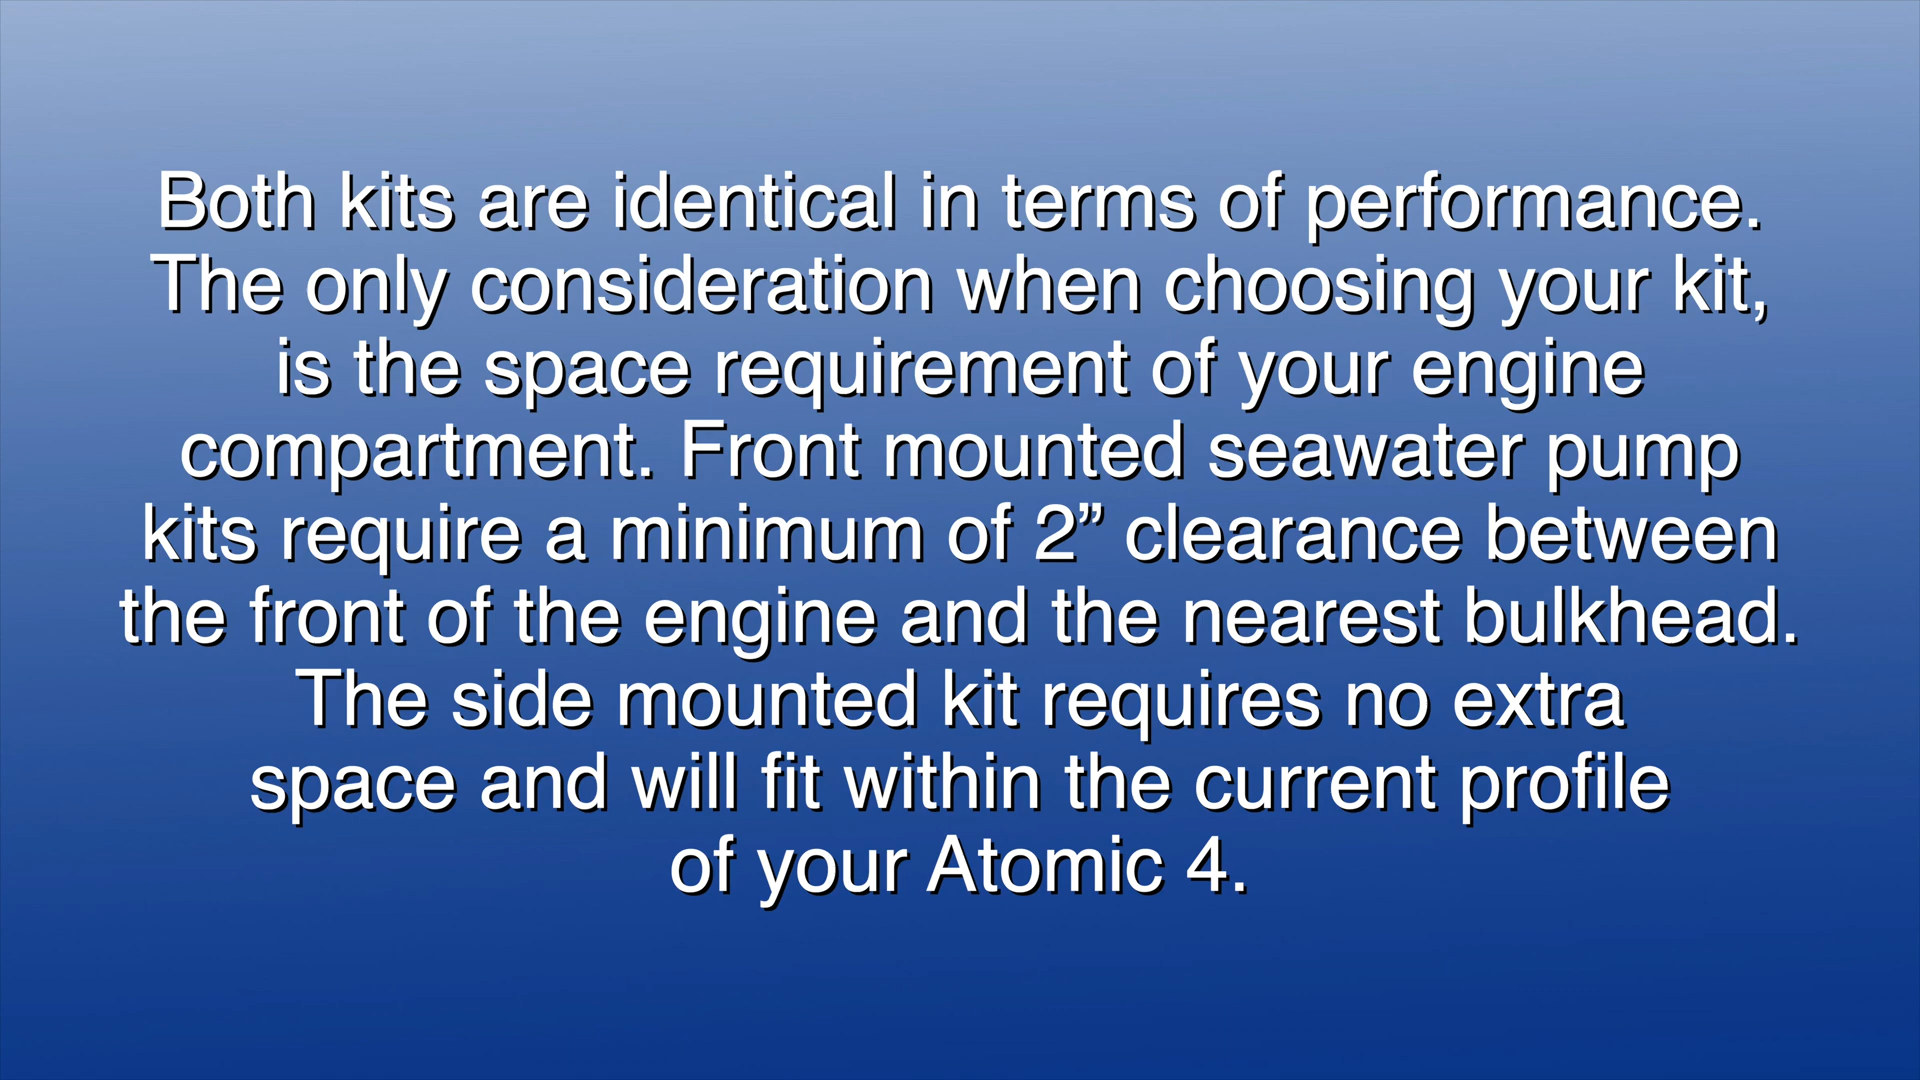 Both kits are identical in terms of performance.
The only consideration when choosing your kit,
is the space requirement of your engine
compartment. Front mounted seawater pump
kits require a minimum of 2” clearance between
the front of the engine and the nearest bulkhead.
The side mounted kit requires no extra
space and will fit within the current profile
of your Atomic 4.